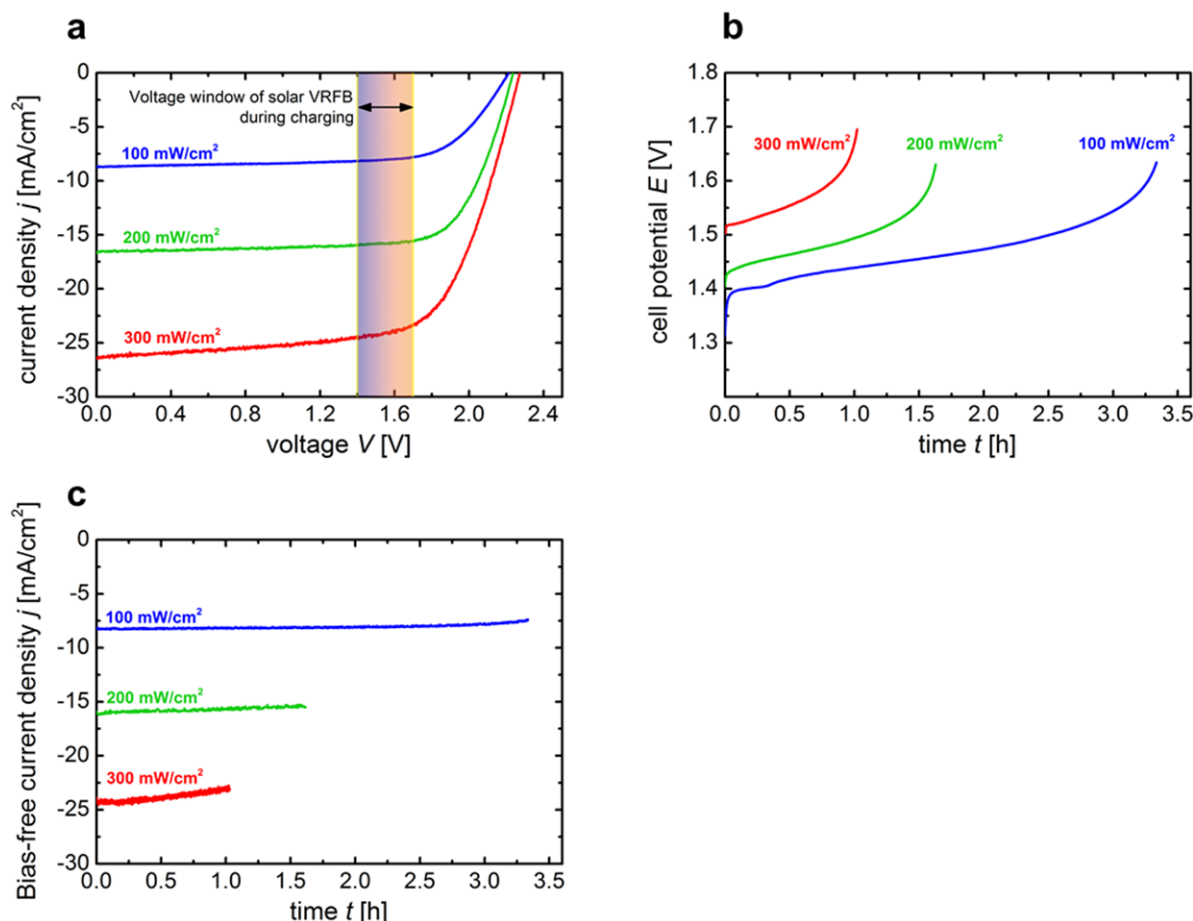 a
current density j [mA/cm²]
0
-5
-10
-15
-20
-25
-30
Voltage window of solar VRFB
during charging
100 mW/cm²
200 mW/cm²
300 mW/cm²
0.0 0.4 0.8 1.2 1.6 2.0 2.4
voltage V [V]
b
cell potential E [V]
1.8
1.7
1.6
1.5
1.4
1.3
300 mW/cm²
200 mW/cm²
100 mW/cm²
0.0 0.5 1.0 1.5 2.0 2.5 3.0 3.5
time t [h]
c
Bias-free current density j [mA/cm²]
0
-5
-10
-15
-20
-25
-30
100 mW/cm²
200 mW/cm²
300 mW/cm²
0.0 0.5 1.0 1.5 2.0 2.5 3.0 3.5
time t [h]